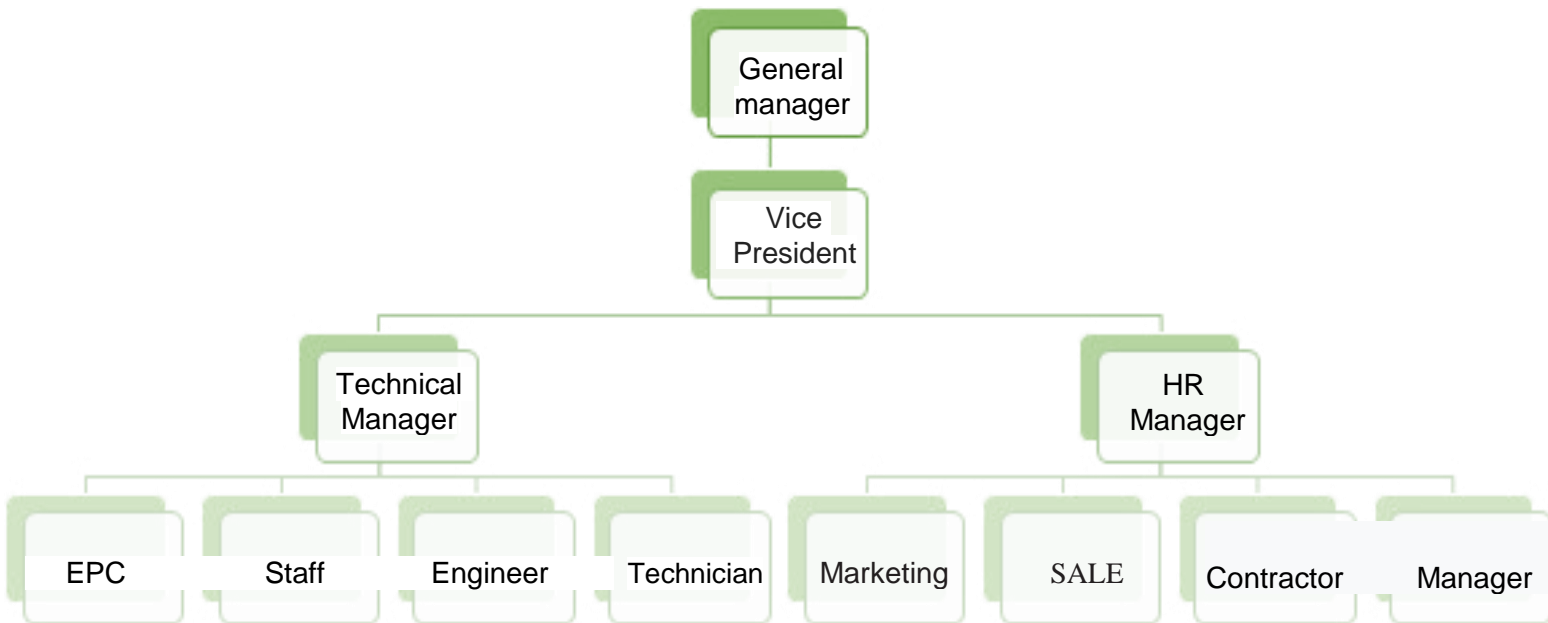 General
manager
Vice
President
Technical
Manager
HR
Manager
EPC
Staff
Engineer
Technician
Marketing
SALE
Contractor
Manager